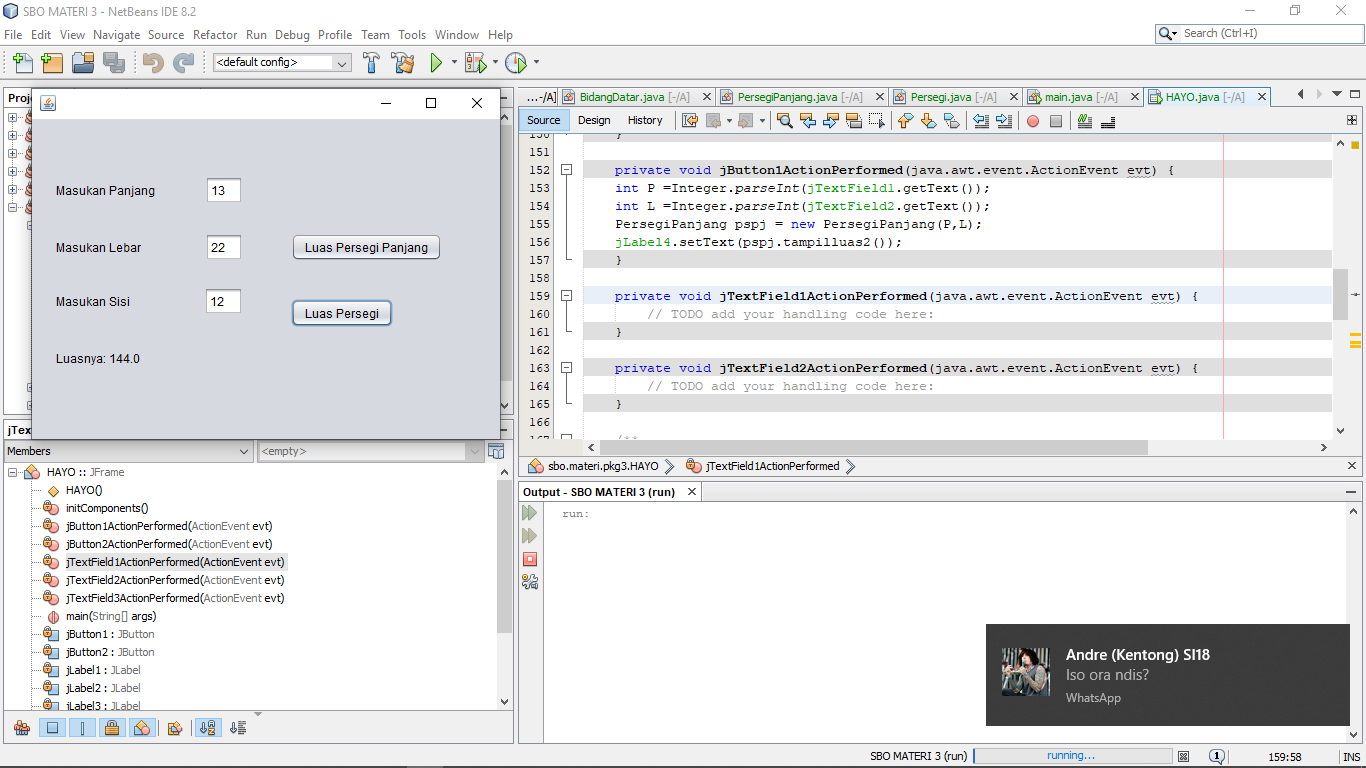 SBO MATERI 3 - NetBeans IDE 8.2
File Edit View Navigate Source Refactor Run Debug Profile Team Tools Window Help
Search (Ctrl+I)
<default config>
Proje
Masukan Panjang 13
Masukan Lebar 22 Luas Persegi Panjang
Masukan Sisi 12 Luas Persegi
Luasnya: 144.0
...-/A] BidangDatar.java [-/A] PersegiPanjang.java [-/A] Persegi.java [-/A] main.java [-/A] HAYO.java [-/A]
Source Design History
150 }
151
152 private void jButton1ActionPerformed(java.awt.event.ActionEvent evt) {
153 int P =Integer.parseInt(jTextField1.getText());
154 int L =Integer.parseInt(jTextField2.getText());
155 PersegiPanjang pspj = new PersegiPanjang(P,L);
156 jLabel4.setText(pspj.tampilluas2());
157 }
158
159 private void jTextField1ActionPerformed(java.awt.event.ActionEvent evt) {
160 // TODO add your handling code here:
161 }
162
163 private void jTextField2ActionPerformed(java.awt.event.ActionEvent evt) {
164 // TODO add your handling code here:
165 }
166
167 /**
sbo.materi.pkg3.HAYO jTextField1ActionPerformed
jTex
Members <empty>
HAYO :: JFrame
HAYO()
initComponents()
jButton1ActionPerformed(ActionEvent evt)
jButton2ActionPerformed(ActionEvent evt)
jTextField1ActionPerformed(ActionEvent evt)
jTextField2ActionPerformed(ActionEvent evt)
jTextField3ActionPerformed(ActionEvent evt)
main(String[] args)
jButton1 : JButton
jButton2 : JButton
jLabel1 : JLabel
jLabel2 : JLabel
jLabel3 : JLabel
Output - SBO MATERI 3 (run)
run:
Andre (Kentong) SI18
Iso ora ndis?
WhatsApp
SBO MATERI 3 (run) running... 1 159:58 INS